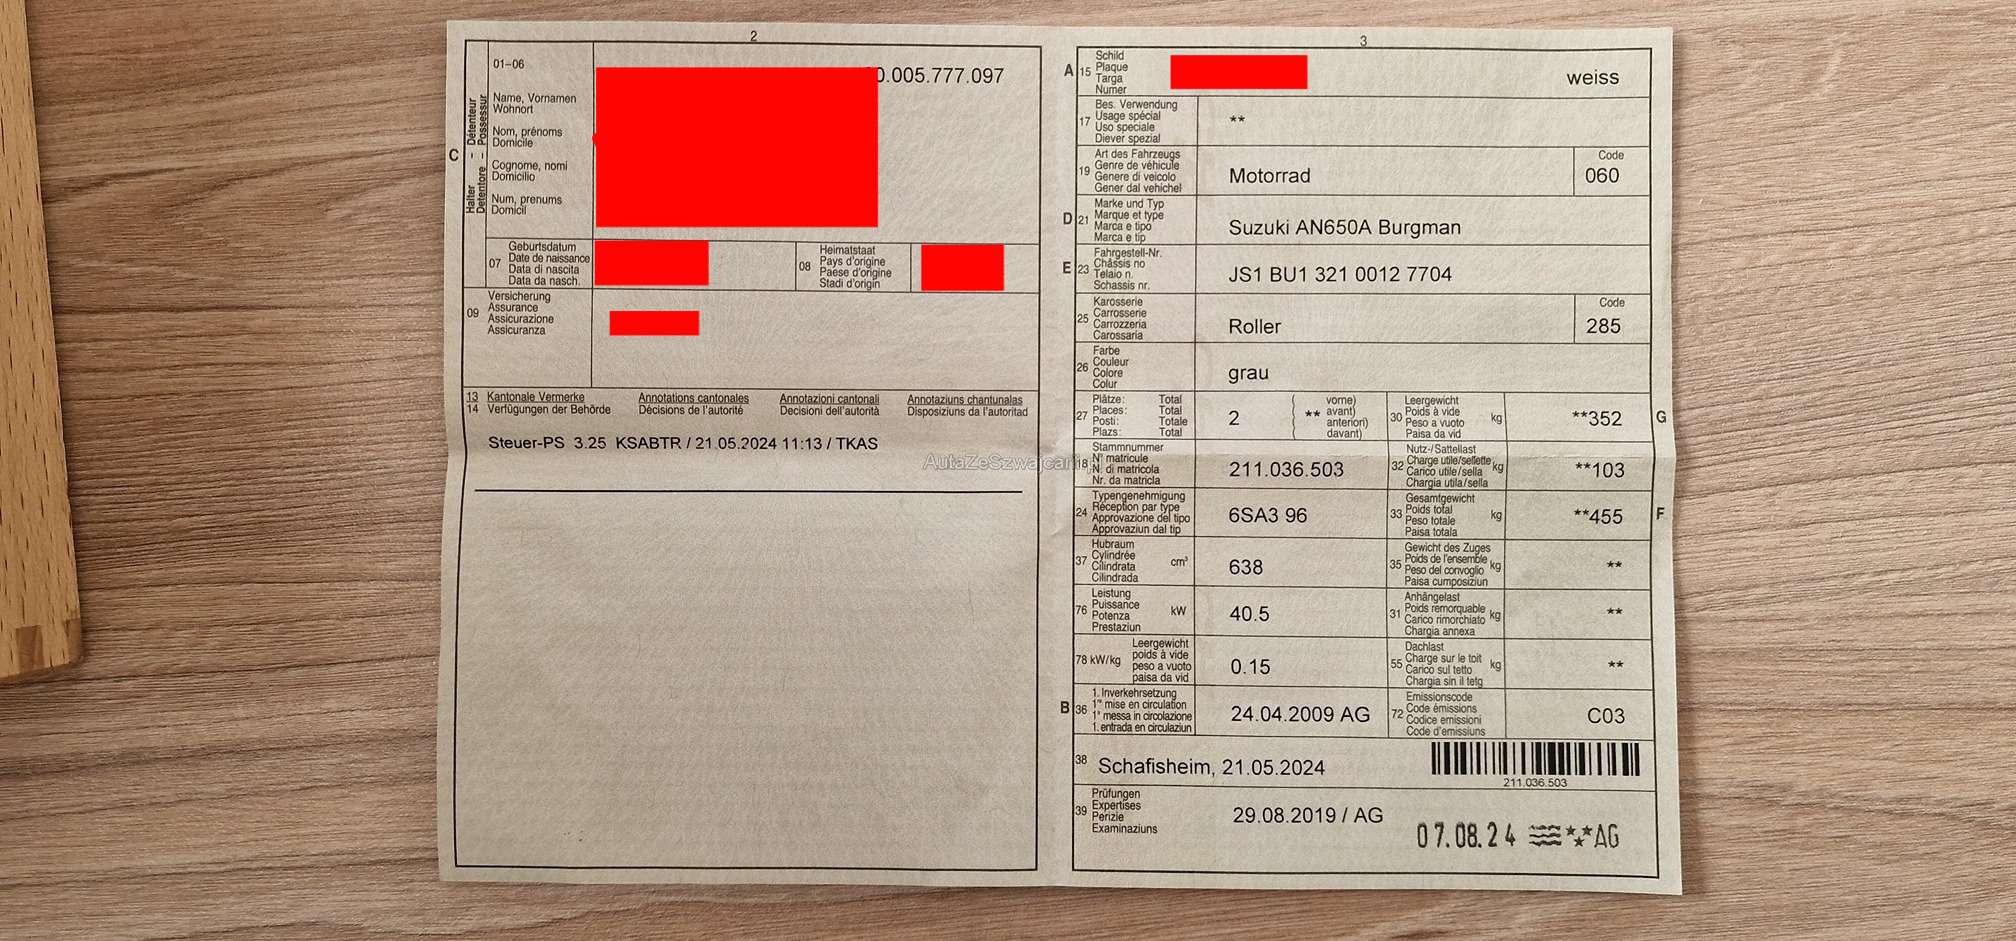 2
01-06
0.005.777.097
Name, Vornamen
Wohnort
Nom, prénoms
Domicile
Cognome, nomi
Domicilio
Num, prenums
Domicil
C
Halter – Détenteur
Detentore – Possessur
07
Geburtsdatum
Date de naissance
Data di nascita
Data da nasch.
08
Heimatstaat
Pays d'origine
Paese d'origine
Stadi d'origin
09
Versicherung
Assurance
Assicurazione
Assicuranza
13 Kantonale Vermerke Annotations cantonales Annotazioni cantonali Annotaziuns chantunalas
14 Verfügungen der Behörde Décisions de l'autorité Decisioni dell'autorità Disposiziuns da l'autoritad
Steuer-PS 3.25 KSABTR / 21.05.2024 11:13 / TKAS
AutaZeSzwajcarii.pl
3
A 15
Schild
Plaque
Targa
Numer
weiss
17
Bes. Verwendung
Usage spécial
Uso speciale
Diever spezial
**
19
Art des Fahrzeugs
Genre de véhicule
Genere di veicolo
Gener dal vehichel
Motorrad
Code
060
D 21
Marke und Typ
Marque et type
Marca e tipo
Marca e tip
Suzuki AN650A Burgman
E 23
Fahrgestell-Nr.
Châssis no
Telaio n.
Schassis nr.
JS1 BU1 321 0012 7704
25
Karosserie
Carrosserie
Carrozzeria
Carossaria
Roller
Code
285
26
Farbe
Couleur
Colore
Colur
grau
27
Plätze: Total
Places: Total
Posti: Totale
Plazs: Total
2
**
vorne)
avant)
anteriori)
davant)
30
Leergewicht
Poids à vide
Peso a vuoto
Paisa da vid
kg
**352
G
18
Stammnummer
N° matricule
N. di matricola
Nr. da matricla
211.036.503
32
Nutz-/Sattellast
Charge utile/sellette
Carico utile/sella
Chargia utila/sella
kg
**103
24
Typengenehmigung
Réception par type
Approvazione del tipo
Approvaziun dal tip
6SA3 96
33
Gesamtgewicht
Poids total
Peso totale
Paisa totala
kg
**455
F
37
Hubraum
Cylindrée
Cilindrata
Cilindrada
cm³
638
35
Gewicht des Zuges
Poids de l'ensemble
Peso del convoglio
Paisa cumposiziun
kg
**
76
Leistung
Puissance
Potenza
Prestaziun
kW
40.5
31
Anhängelast
Poids remorquable
Carico rimorchiato
Chargia annexa
kg
**
78 kW/kg
Leergewicht
poids à vide
peso a vuoto
paisa da vid
0.15
55
Dachlast
Charge sur le toit
Carico sul tetto
Chargia sin il tetg
kg
**
B 36
1. Inverkehrsetzung
1re mise en circulation
1a messa in circolazione
1. entrada en circulaziun
24.04.2009 AG
72
Emissionscode
Code émissions
Codice emissioni
Code d'emissiuns
C03
38
Schafisheim, 21.05.2024
211.036.503
39
Prüfungen
Expertises
Perizie
Examinaziuns
29.08.2019 / AG
07.08.24 AG